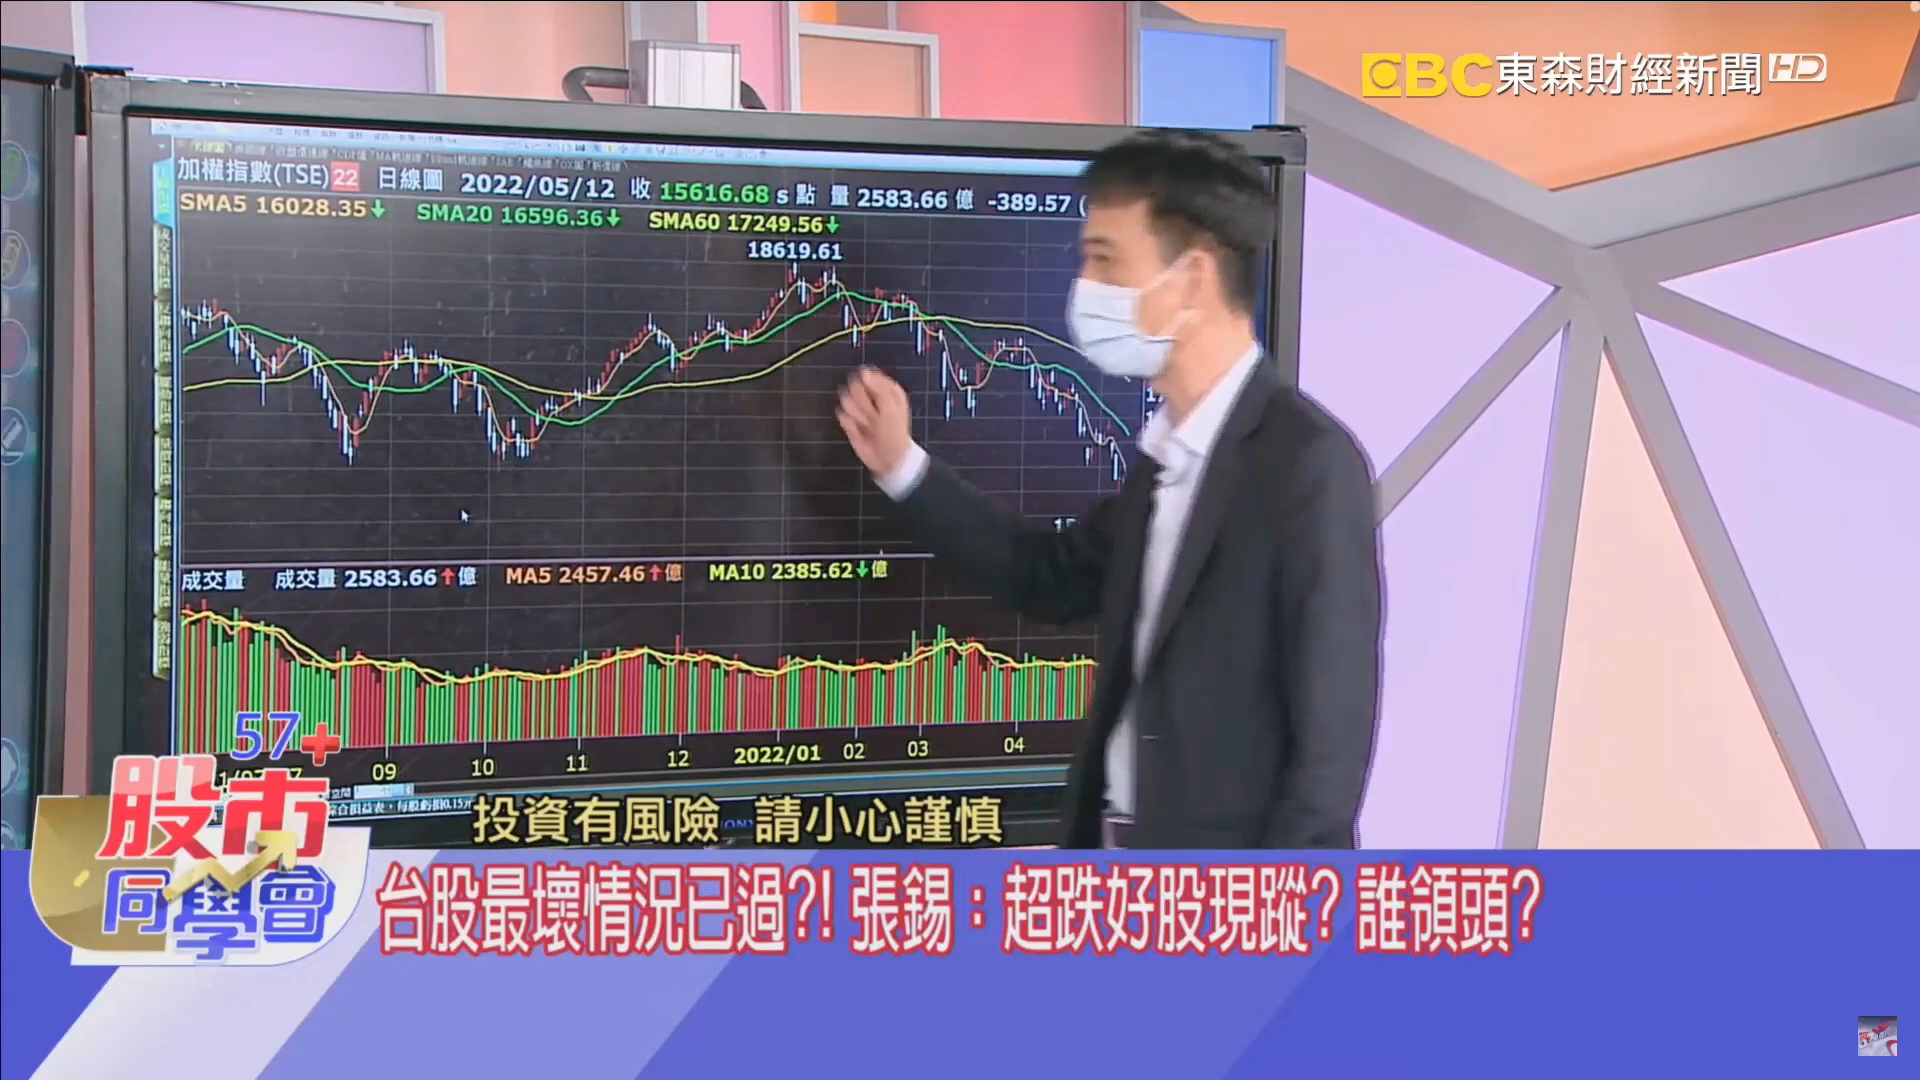 EBC東森財經新聞HD
加權指數(TSE)22 日線圖 2022/05/12 收 15616.68 s 點 量 2583.66 億 -389.57 (
SMA5 16028.35↓ SMA20 16596.36↓ SMA60 17249.56↓
18619.61
成交量 成交量 2583.66↑億 MA5 2457.46↑億 MA10 2385.62↓億
09 10 11 12 2022/01 02 03 04
投資有風險 請小心謹慎
57+
股市
同學會
台股最壞情況已過?! 張錫：超跌好股現蹤? 誰領頭?